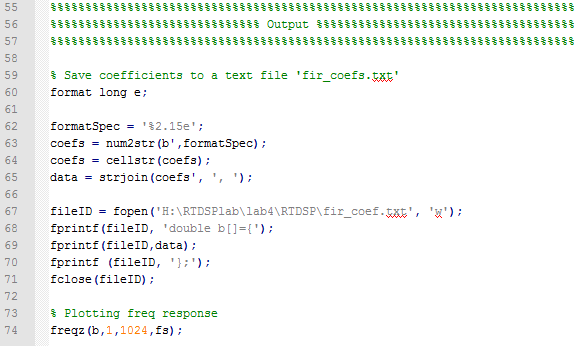 55 %%%%%%%%%%%%%%%%%%%%%%%%%%%%%%%%%%%%%%%%%%%%%%%%%%%%%%%%%%%%%%%%%%%%%%%%%%%
56 %%%%%%%%%%%%%%%%%%%%%%%%%%%%%% Output %%%%%%%%%%%%%%%%%%%%%%%%%%%%%%%%%%%%%
57 %%%%%%%%%%%%%%%%%%%%%%%%%%%%%%%%%%%%%%%%%%%%%%%%%%%%%%%%%%%%%%%%%%%%%%%%%%%
58
59 % Save coefficients to a text file 'fir_coefs.txt'
60 format long e;
61
62 formatSpec = '%2.15e';
63 coefs = num2str(b',formatSpec);
64 coefs = cellstr(coefs);
65 data = strjoin(coefs', ', ');
66
67 fileID = fopen('H:\RTDSPlab\lab4\RTDSP\fir_coef.txt', 'w');
68 fprintf(fileID, 'double b[]={');
69 fprintf(fileID,data);
70 fprintf (fileID, '};');
71 fclose(fileID);
72
73 % Plotting freq response
74 freqz(b,1,1024,fs);